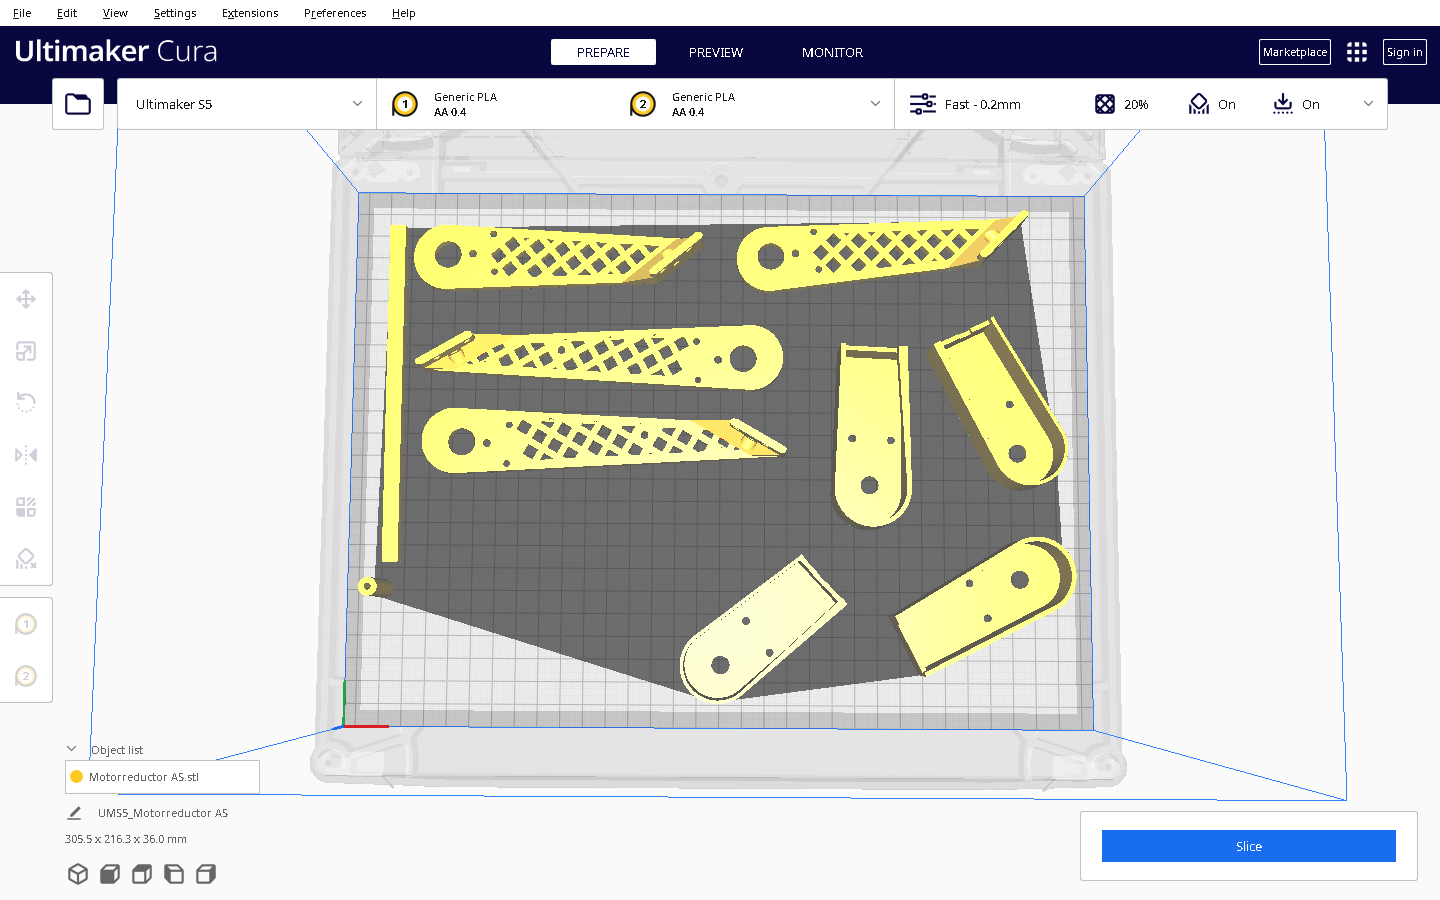 File Edit View Settings Extensions Preferences Help
Ultimaker Cura
PREPARE PREVIEW MONITOR
Marketplace Sign in
Ultimaker S5
1 Generic PLA
AA 0.4
2 Generic PLA
AA 0.4
Fast - 0.2mm 20% On On
1
2
Object list
Motorreductor A5.stl
UMS5_Motorreductor A5
305.5 x 216.3 x 36.0 mm
Slice